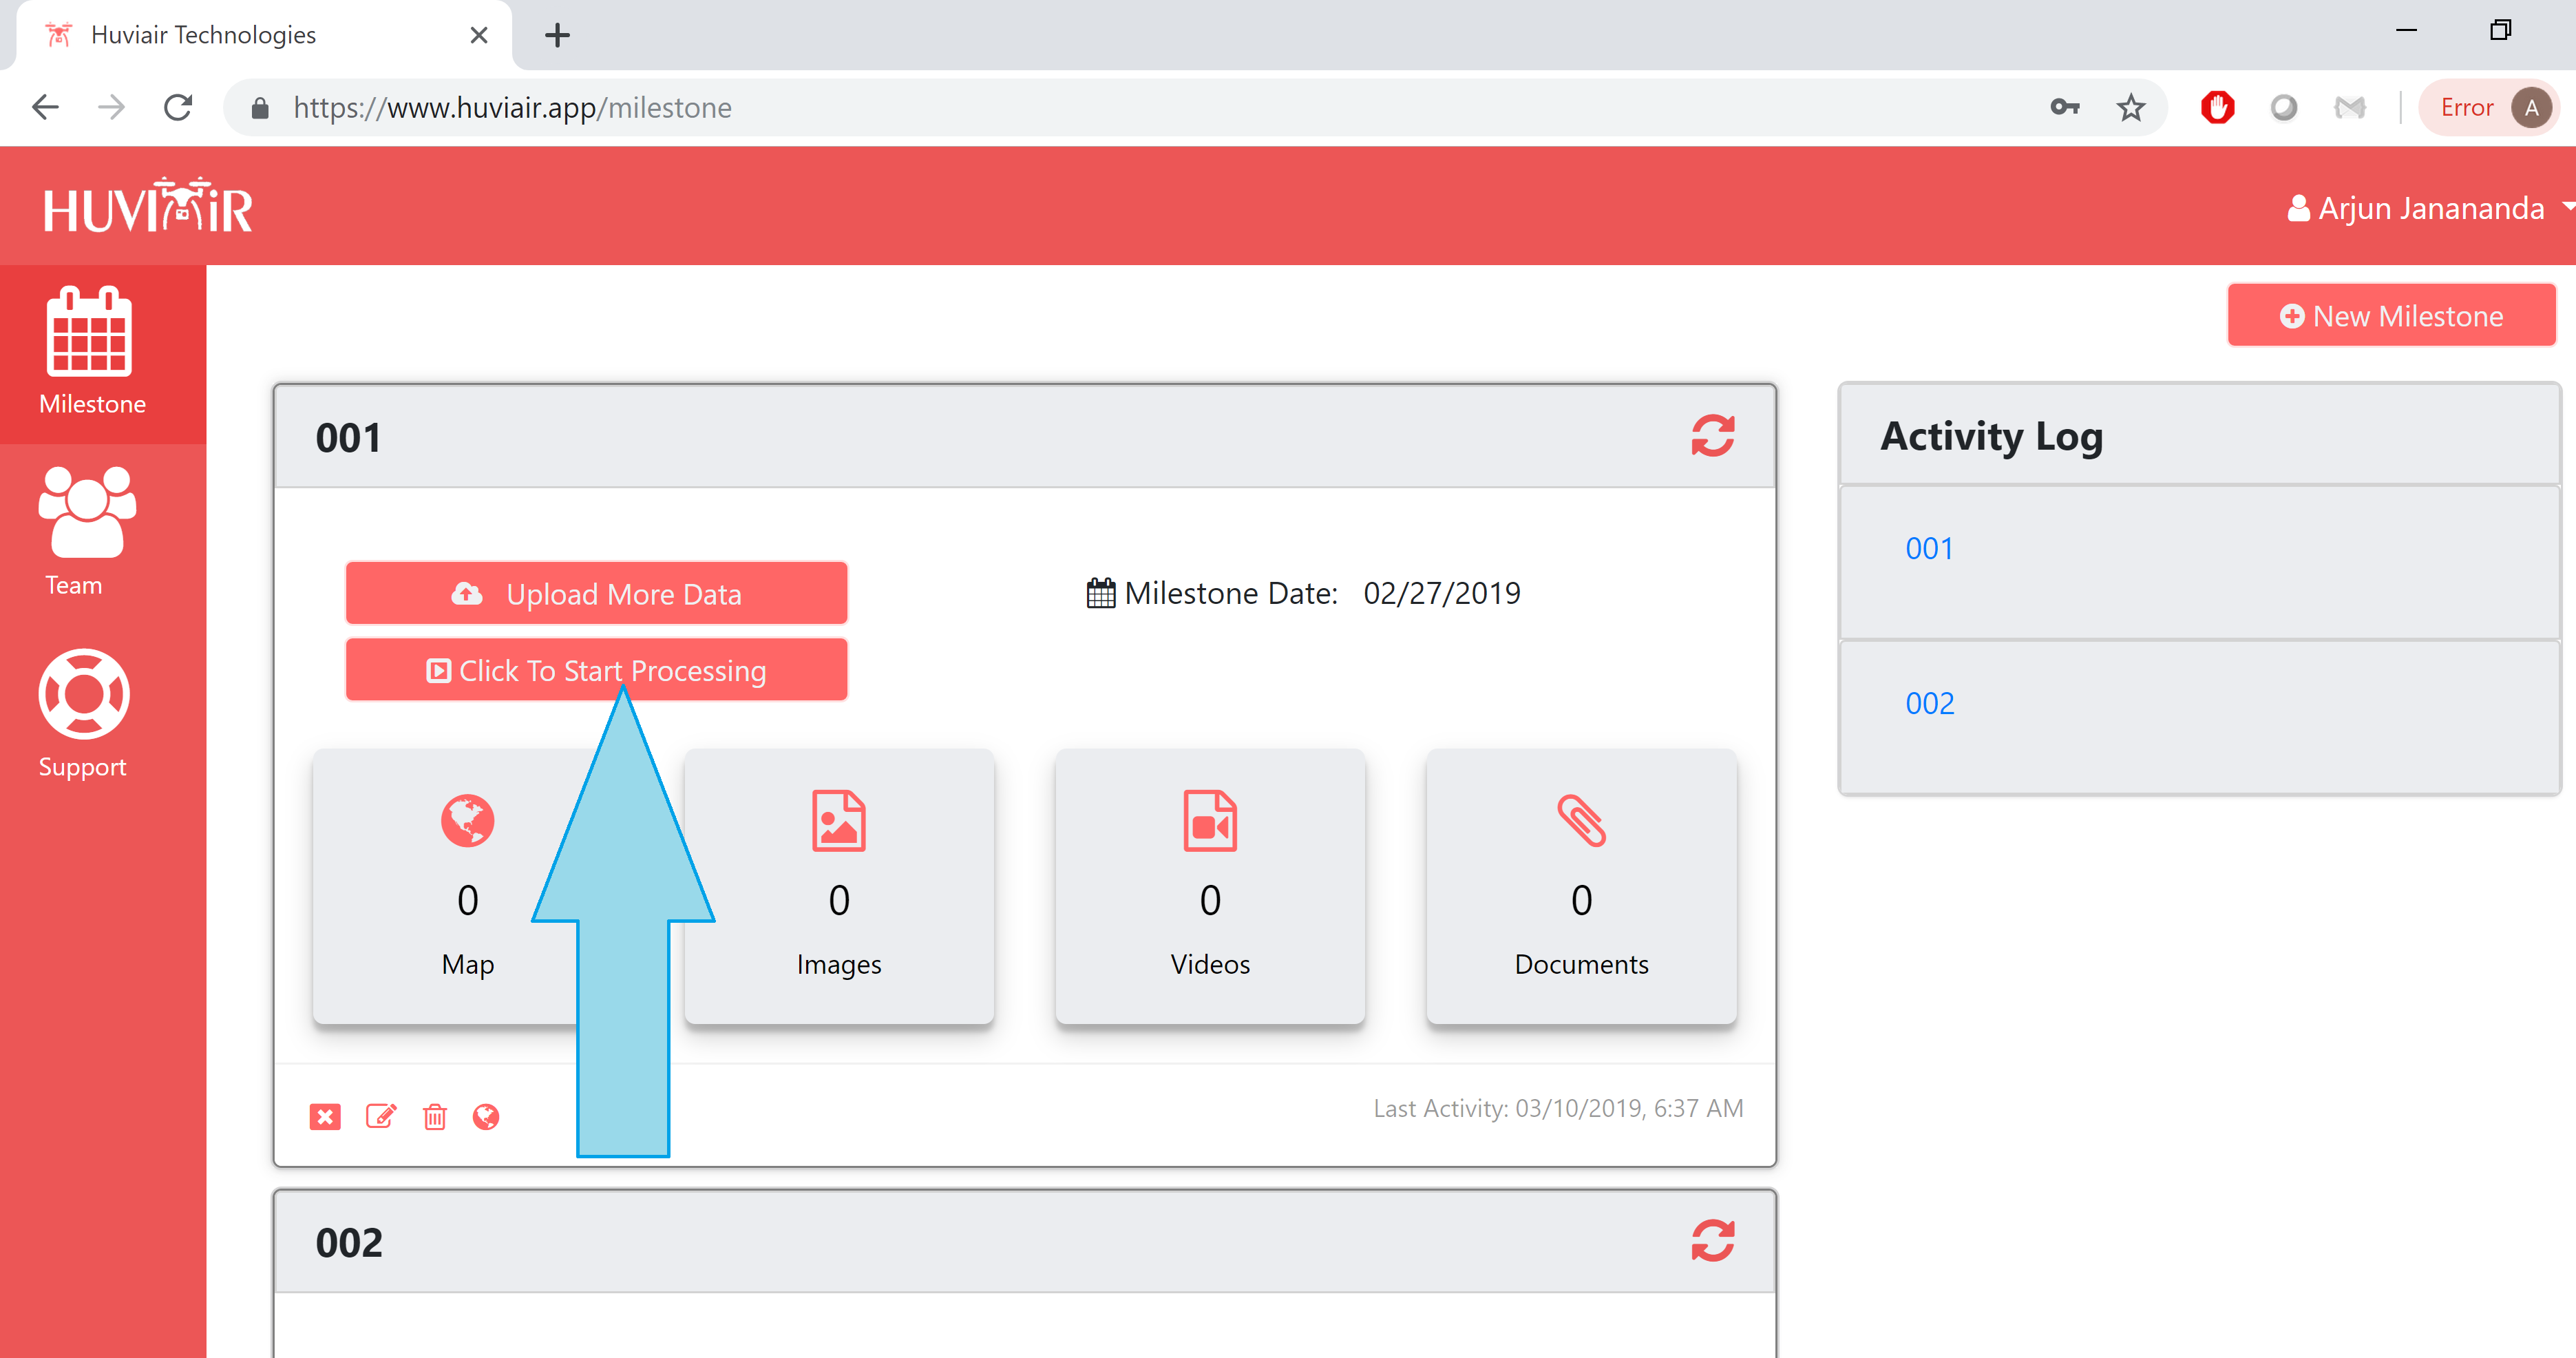 Huviair Technologies
https://www.huviair.app/milestone
Error A
HUVIAIR
Arjun Janananda
Milestone
Team
Support
New Milestone
001
Upload More Data
Click To Start Processing
Milestone Date: 02/27/2019
0
Map
0
Images
0
Videos
0
Documents
Last Activity: 03/10/2019, 6:37 AM
002
Activity Log
001
002